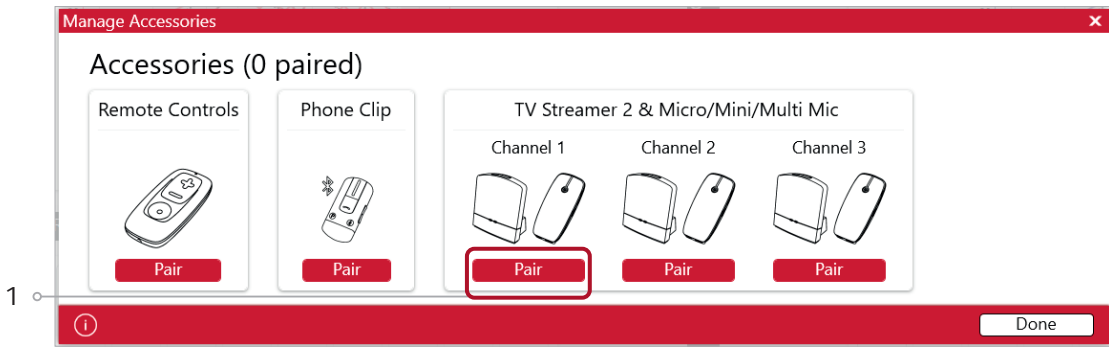 Manage Accessories
Accessories (0 paired)
Remote Controls
Phone Clip
TV Streamer 2 & Micro/Mini/Multi Mic
Channel 1
Channel 2
Channel 3
Pair
Pair
Pair
Pair
Pair
1
Done